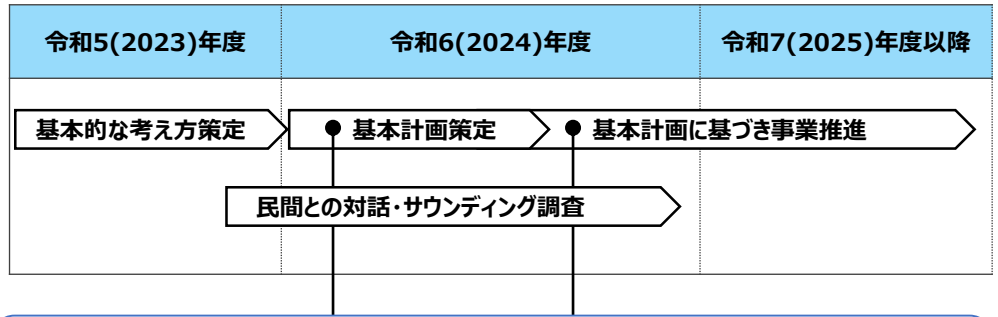 令和5(2023)年度
令和6(2024)年度
令和7(2025)年度以降
基本的な考え方策定
基本計画策定
基本計画に基づき事業推進
民間との対話・サウンディング調査